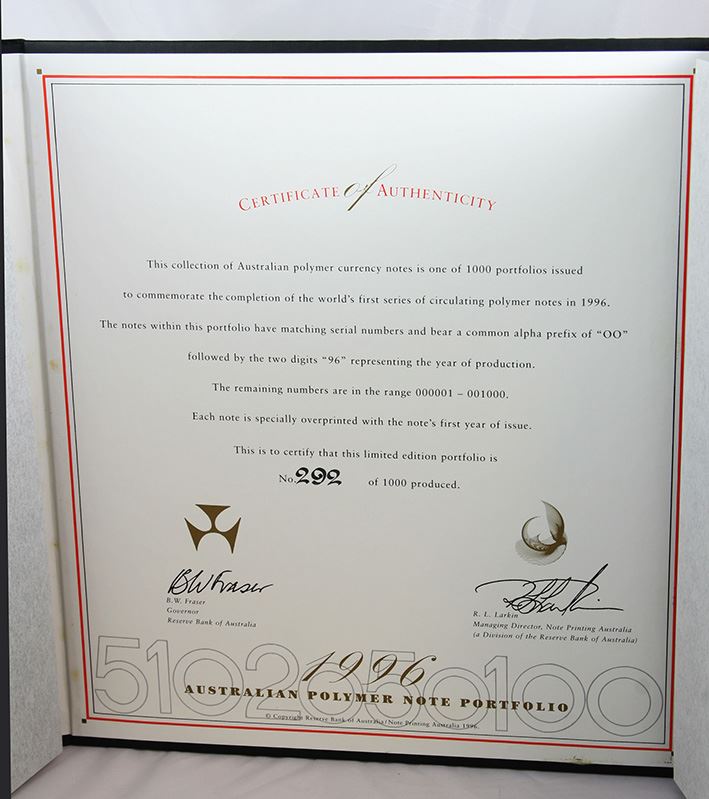 CERTIFICATE of AUTHENTICITY
This collection of Australian polymer currency notes is one of 1000 portfolios issued
to commemorate the completion of the world's first series of circulating polymer notes in 1996.
The notes within this portfolio have matching serial numbers and bear a common alpha prefix of "OO"
followed by the two digits "96" representing the year of production.
The remaining numbers are in the range 000001 – 001000.
Each note is specially overprinted with the note's first year of issue.
This is to certify that this limited edition portfolio is
No. 292 of 1000 produced.
BW Fraser
B.W. Fraser
Governor
Reserve Bank of Australia
R. L. Larkin
Managing Director, Note Printing Australia
(a Division of the Reserve Bank of Australia)
5102050100
1996
AUSTRALIAN POLYMER NOTE PORTFOLIO
© Copyright Reserve Bank of Australia/Note Printing Australia 1996.